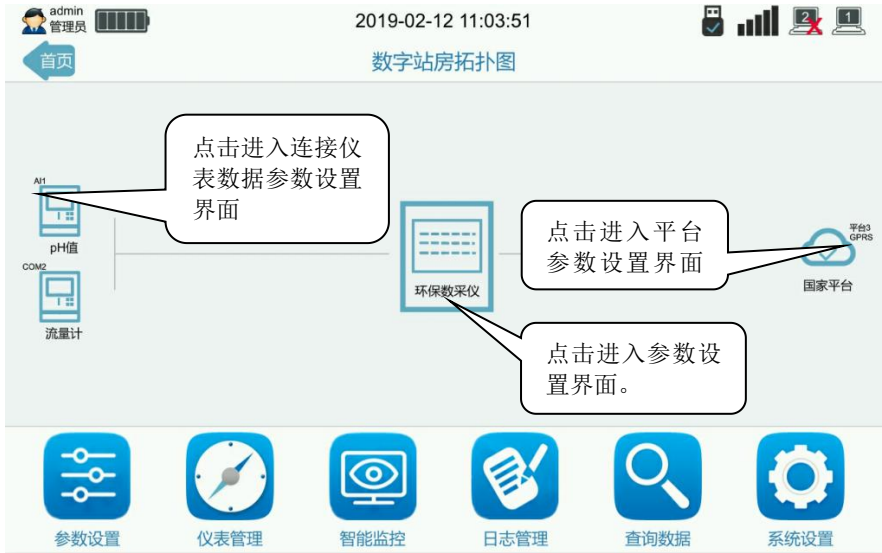 admin
管理员
2019-02-12 11:03:51
2
1
首页
数字站房拓扑图
点击进入连接仪
表数据参数设置
界面
AI1
pH值
COM2
流量计
环保数采仪
点击进入平台
参数设置界面
平台3
GPRS
国家平台
点击进入参数设
置界面。
参数设置
仪表管理
智能监控
日志管理
查询数据
系统设置